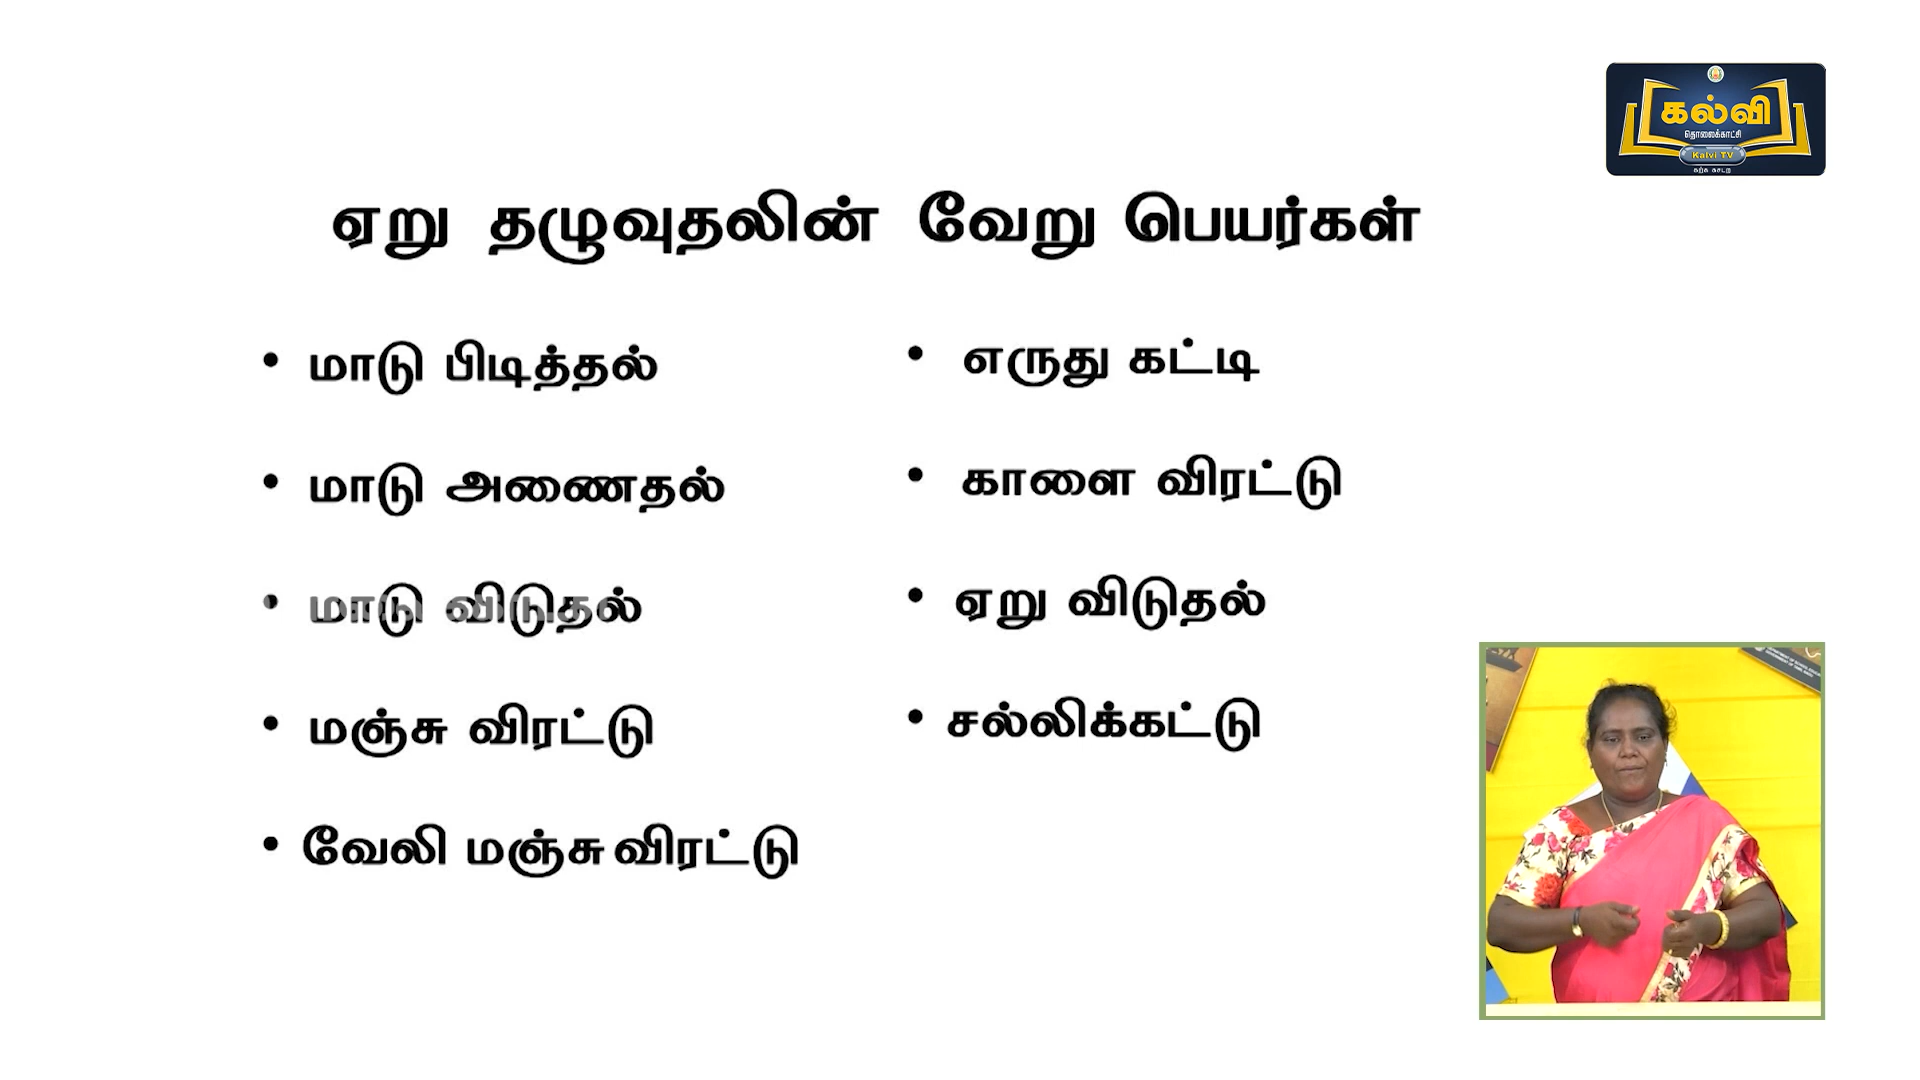 கல்வி
தொலைக்காட்சி
Kalvi TV
ஏறு தழுவுதலின் வேறு பெயர்கள்
• மாடு பிடித்தல்
• மாடு அணைதல்
• மாடு விடுதல்
• மஞ்சு விரட்டு
• வேலி மஞ்சு விரட்டு
• எருது கட்டி
• காளை விரட்டு
• ஏறு விடுதல்
• சல்லிக்கட்டு